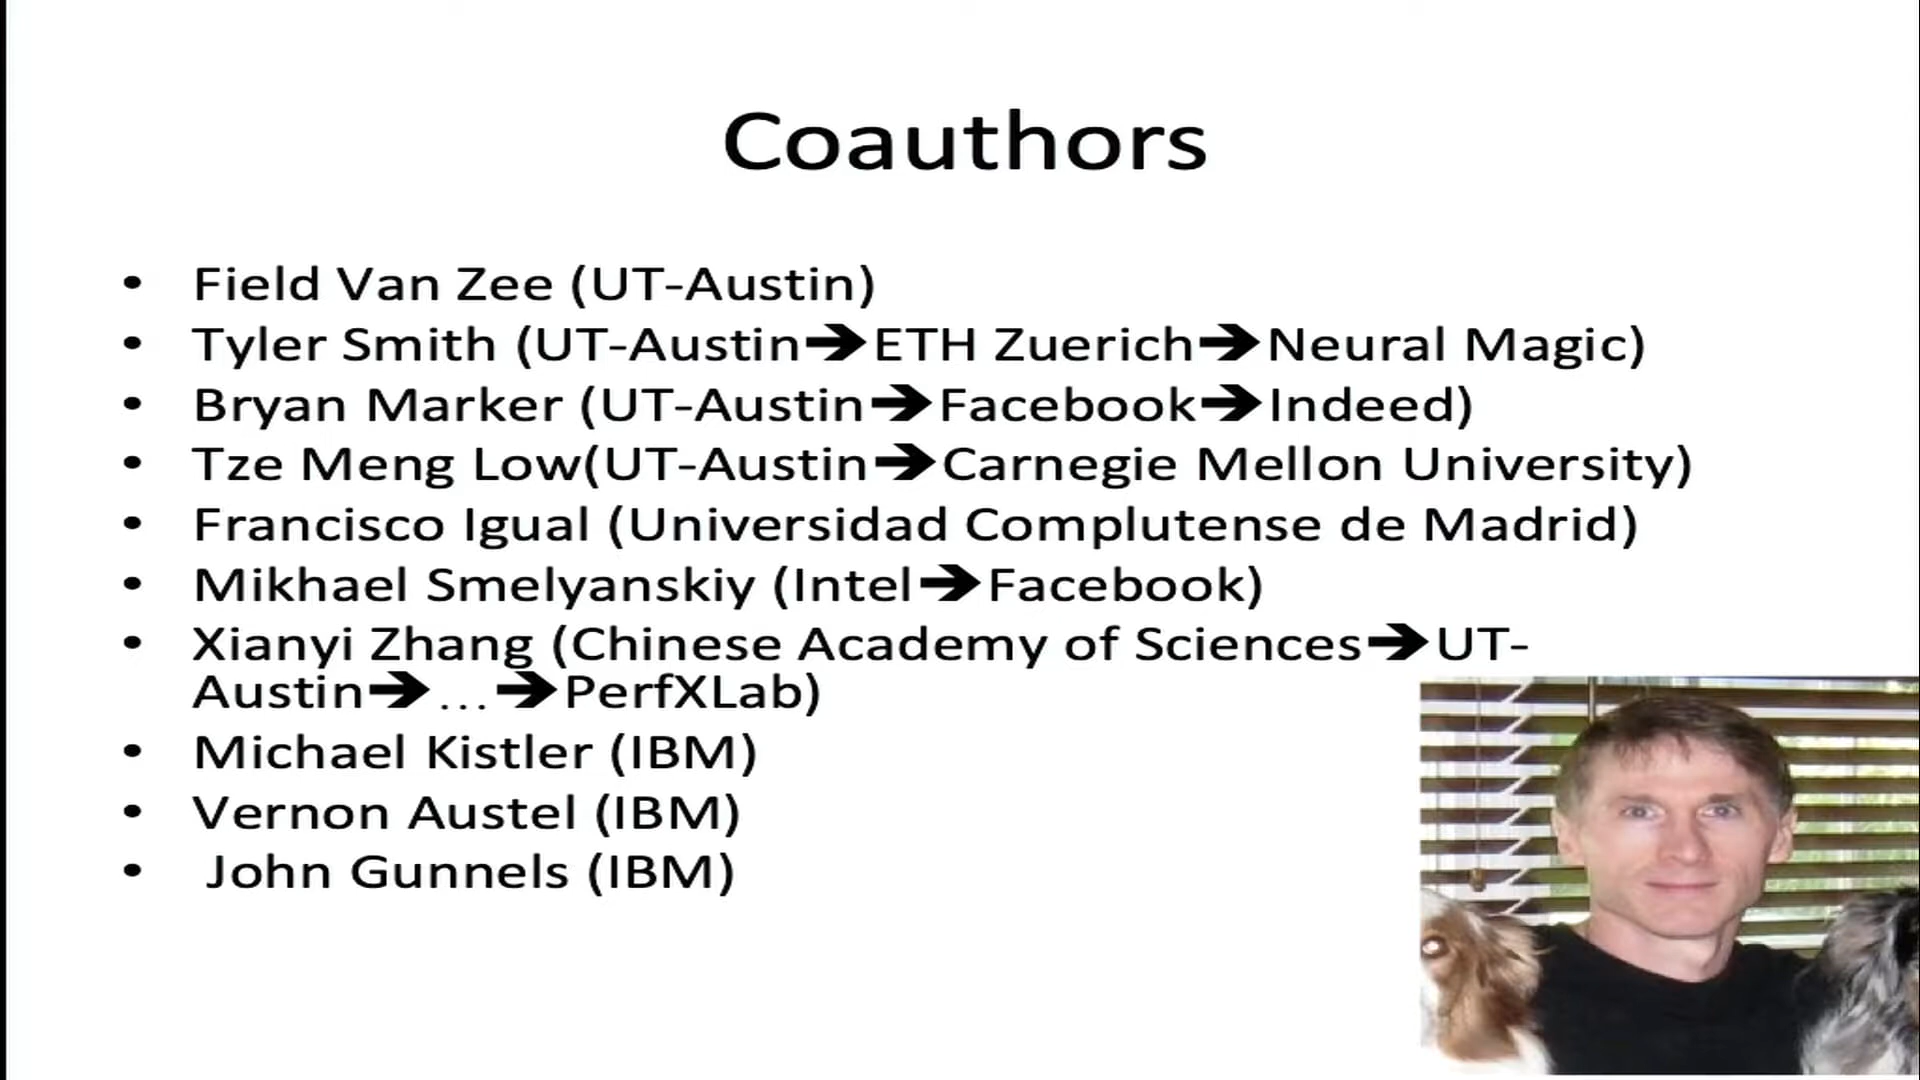 Coauthors
• Field Van Zee (UT-Austin)
• Tyler Smith (UT-Austin➔ETH Zuerich➔Neural Magic)
• Bryan Marker (UT-Austin➔Facebook➔Indeed)
• Tze Meng Low(UT-Austin➔Carnegie Mellon University)
• Francisco Igual (Universidad Complutense de Madrid)
• Mikhael Smelyanskiy (Intel➔Facebook)
• Xianyi Zhang (Chinese Academy of Sciences➔UT-
Austin➔…➔PerfXLab)
• Michael Kistler (IBM)
• Vernon Austel (IBM)
• John Gunnels (IBM)